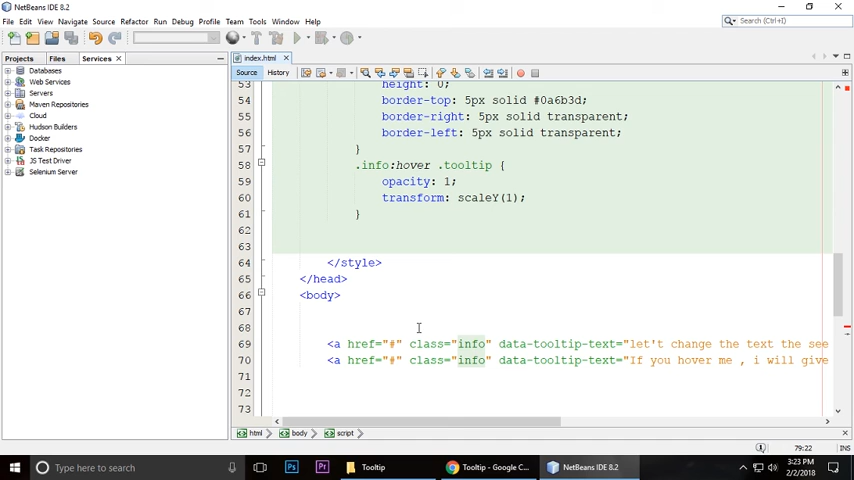 NetBeans IDE 8.2
File Edit View Navigate Source Refactor Run Debug Profile Team Tools Window Help
Search (Ctrl+I)
Projects Files Services
index.html
Source History
Databases
Web Services
Servers
Maven Repositories
Cloud
Hudson Builders
Docker
Task Repositories
JS Test Driver
Selenium Server
53 height: 0;
54 border-top: 5px solid #0a6b3d;
55 border-right: 5px solid transparent;
56 border-left: 5px solid transparent;
57 }
58 .info:hover .tooltip {
59 opacity: 1;
60 transform: scaleY(1);
61 }
62
63
64 </style>
65 </head>
66 <body>
67
68
69 <a href="#" class="info" data-tooltip-text="let't change the text the see
70 <a href="#" class="info" data-tooltip-text="If you hover me , i will give
71
72
73
html body script
79:22 INS
Type here to search
Ps Pr Tooltip Tooltip - Google C... NetBeans IDE 8.2
3:23 PM
2/2/2018